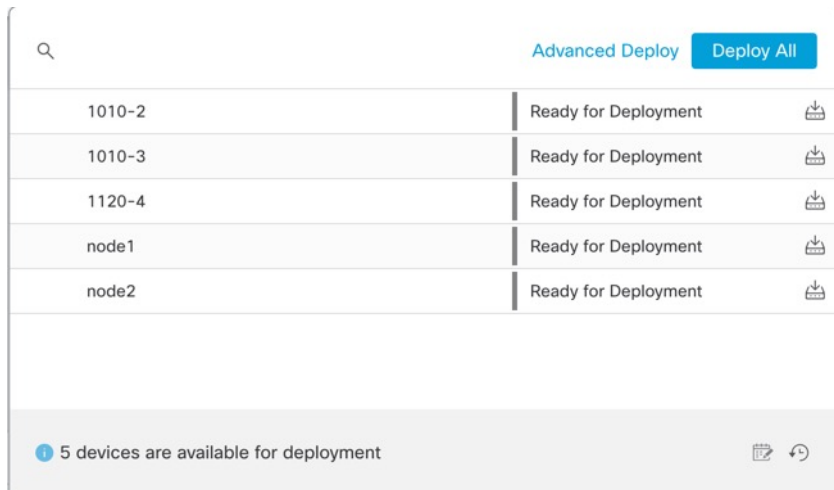 Advanced Deploy Deploy All
1010-2 Ready for Deployment
1010-3 Ready for Deployment
1120-4 Ready for Deployment
node1 Ready for Deployment
node2 Ready for Deployment
5 devices are available for deployment